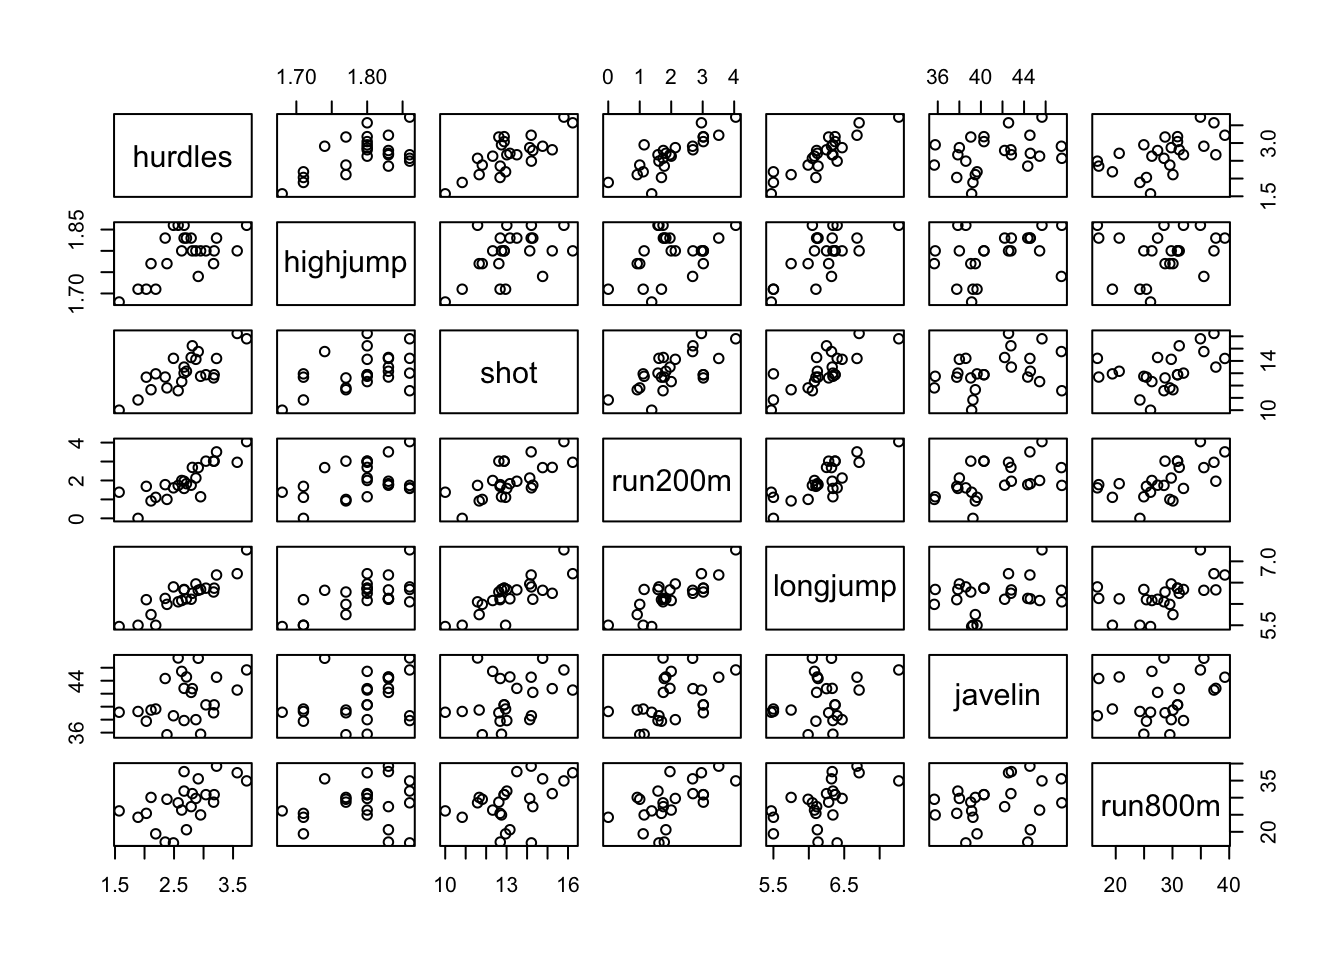 1.70 1.80 0 1 2 3 4 36 40 44
hurdles 1.5 3.0
1.70 1.85 highjump
shot 10 14
0 2 4 run200m
longjump 5.5 7.0
36 44 javelin
run800m 20 35
1.5 2.5 3.5 10 13 16 5.5 6.5 20 30 40